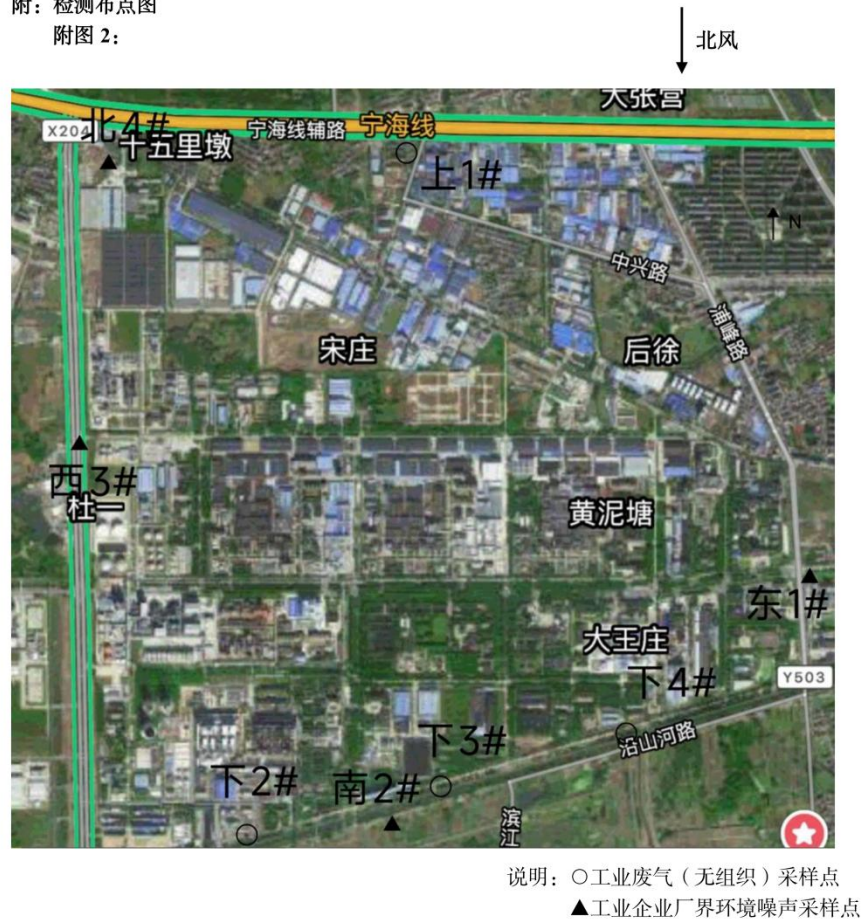 附：检测布点图
附图 2：
北风
大张营
X204
北4#
十五里墩
宁海线辅路
宁海线
上1#
N
中兴路
浦峰路
宋庄
后徐
西3#
杜一
黄泥塘
东1#
大王庄
下4#
Y503
下3#
沿山河路
下2#
南2#
滨江
说明：○工业废气（无组织）采样点
▲工业企业厂界环境噪声采样点